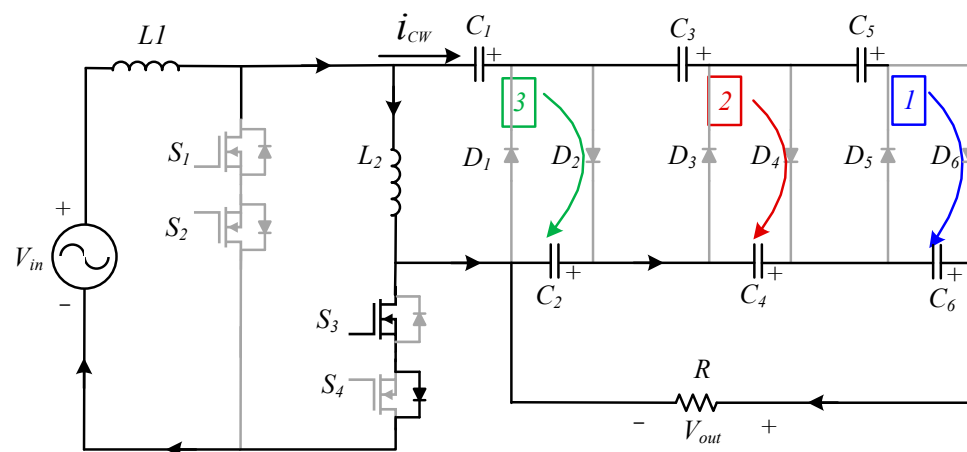 L1
i_CW
C_1
+
C_3
+
C_5
+
3
2
1
S_1
L_2
D_1
D_2
D_3
D_4
D_5
D_6
S_2
+
V_in
−
+
+
+
C_2
C_4
C_6
S_3
S_4
R
−
V_out
+